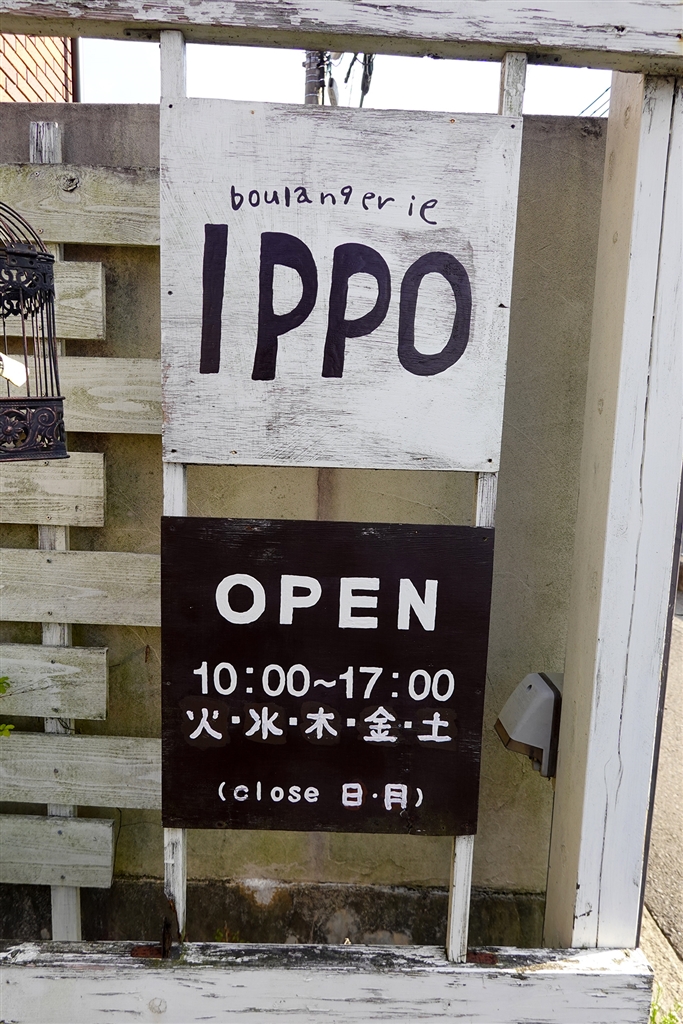 boulangerie
IPPO
OPEN
10:00~17:00
火・水・木・金・土
(close 日・月)